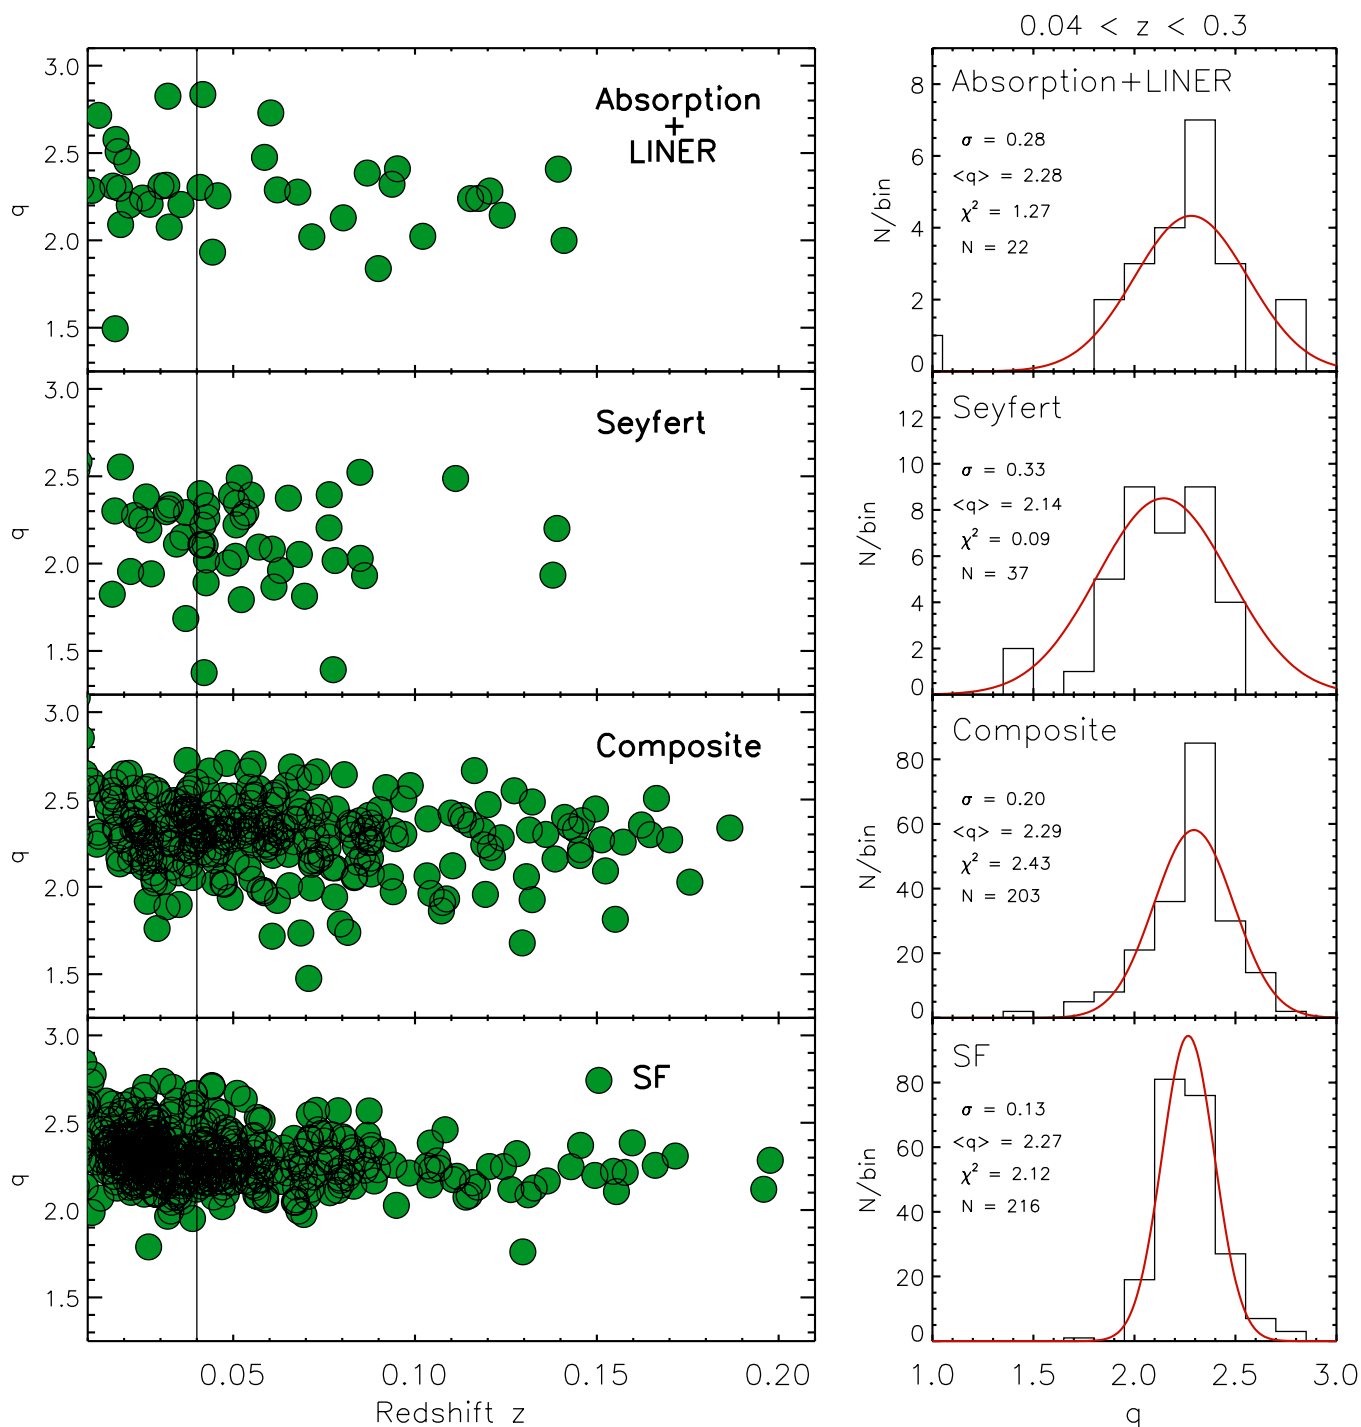 0.04 < z < 0.3
3.0
2.5
2.0
1.5
q
Absorption
+
LINER
8
6
4
2
0
N/bin
Absorption+LINER
σ = 0.28
<q> = 2.28
χ² = 1.27
N = 22
3.0
2.5
2.0
1.5
q
Seyfert
12
10
8
6
4
2
0
N/bin
Seyfert
σ = 0.33
<q> = 2.14
χ² = 0.09
N = 37
3.0
2.5
2.0
1.5
q
Composite
80
60
40
20
0
N/bin
Composite
σ = 0.20
<q> = 2.29
χ² = 2.43
N = 203
3.0
2.5
2.0
1.5
q
SF
80
60
40
20
0
N/bin
SF
σ = 0.13
<q> = 2.27
χ² = 2.12
N = 216
0.05 0.10 0.15 0.20
Redshift z
1.0 1.5 2.0 2.5 3.0
q